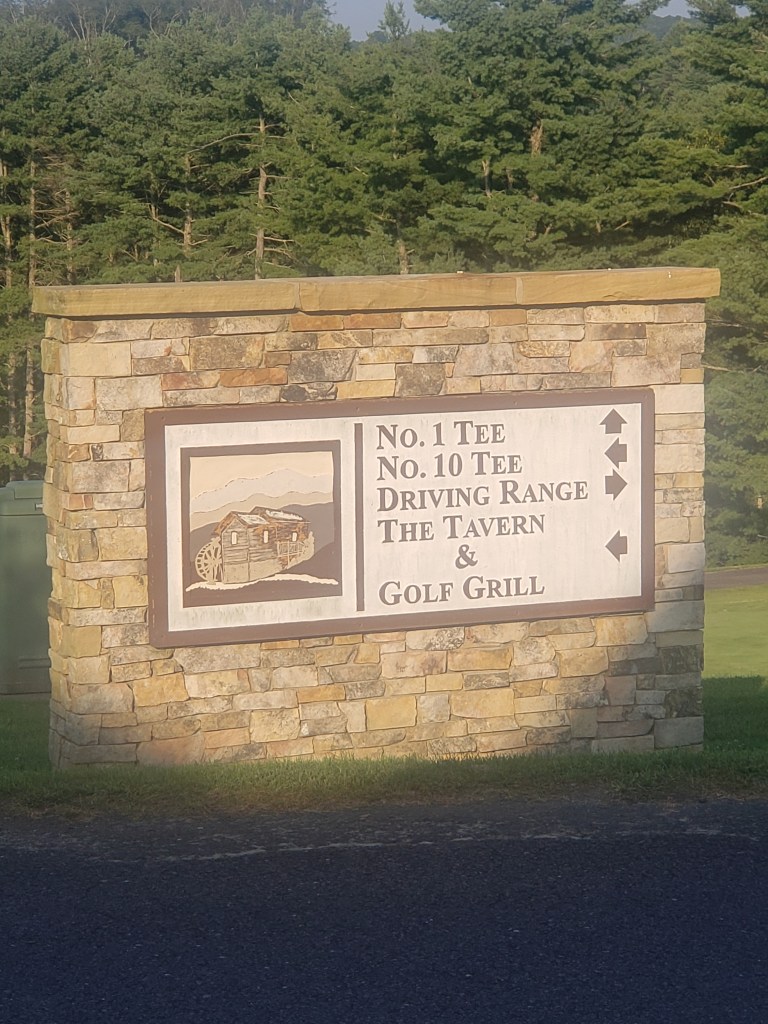 No. 1 Tee
No. 10 Tee
Driving Range
The Tavern
&
Golf Grill